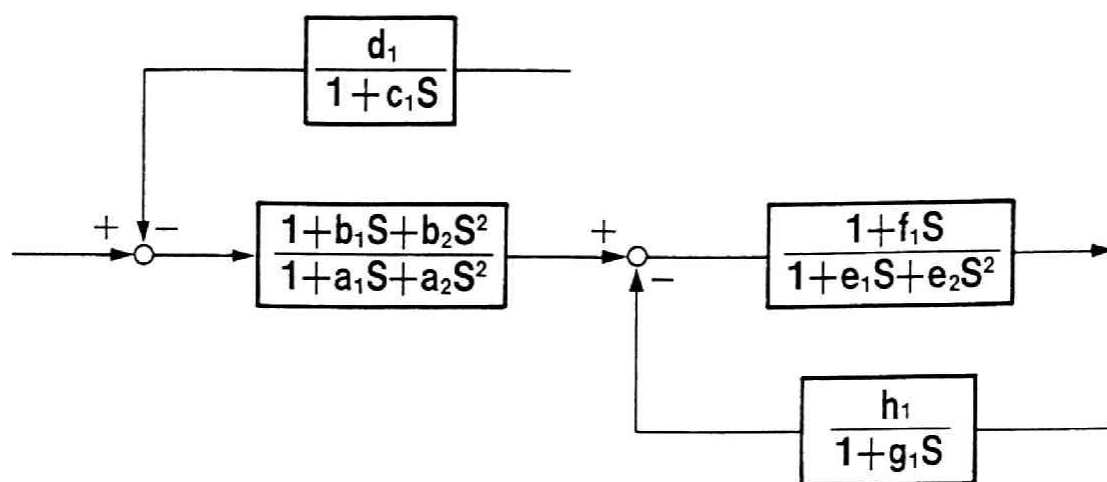 d₁
1+c₁S
+
−
1+b₁S+b₂S²
1+a₁S+a₂S²
+
−
1+f₁S
1+e₁S+e₂S²
h₁
1+g₁S